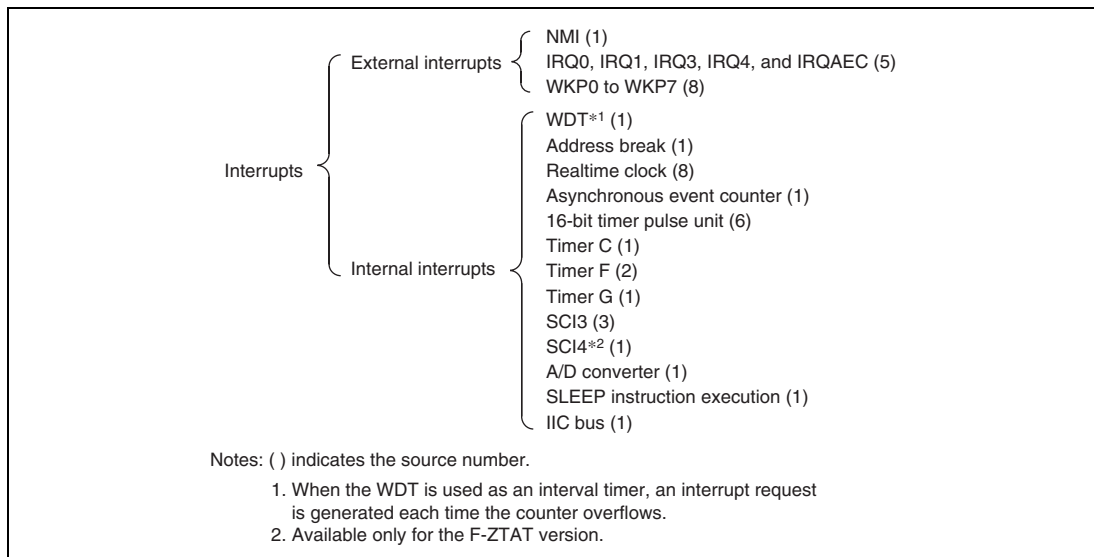 Interrupts
External interrupts
NMI (1)
IRQ0, IRQ1, IRQ3, IRQ4, and IRQAEC (5)
WKP0 to WKP7 (8)
Internal interrupts
WDT*1 (1)
Address break (1)
Realtime clock (8)
Asynchronous event counter (1)
16-bit timer pulse unit (6)
Timer C (1)
Timer F (2)
Timer G (1)
SCI3 (3)
SCI4*2 (1)
A/D converter (1)
SLEEP instruction execution (1)
IIC bus (1)
Notes: ( ) indicates the source number.
1. When the WDT is used as an interval timer, an interrupt request
is generated each time the counter overflows.
2. Available only for the F-ZTAT version.